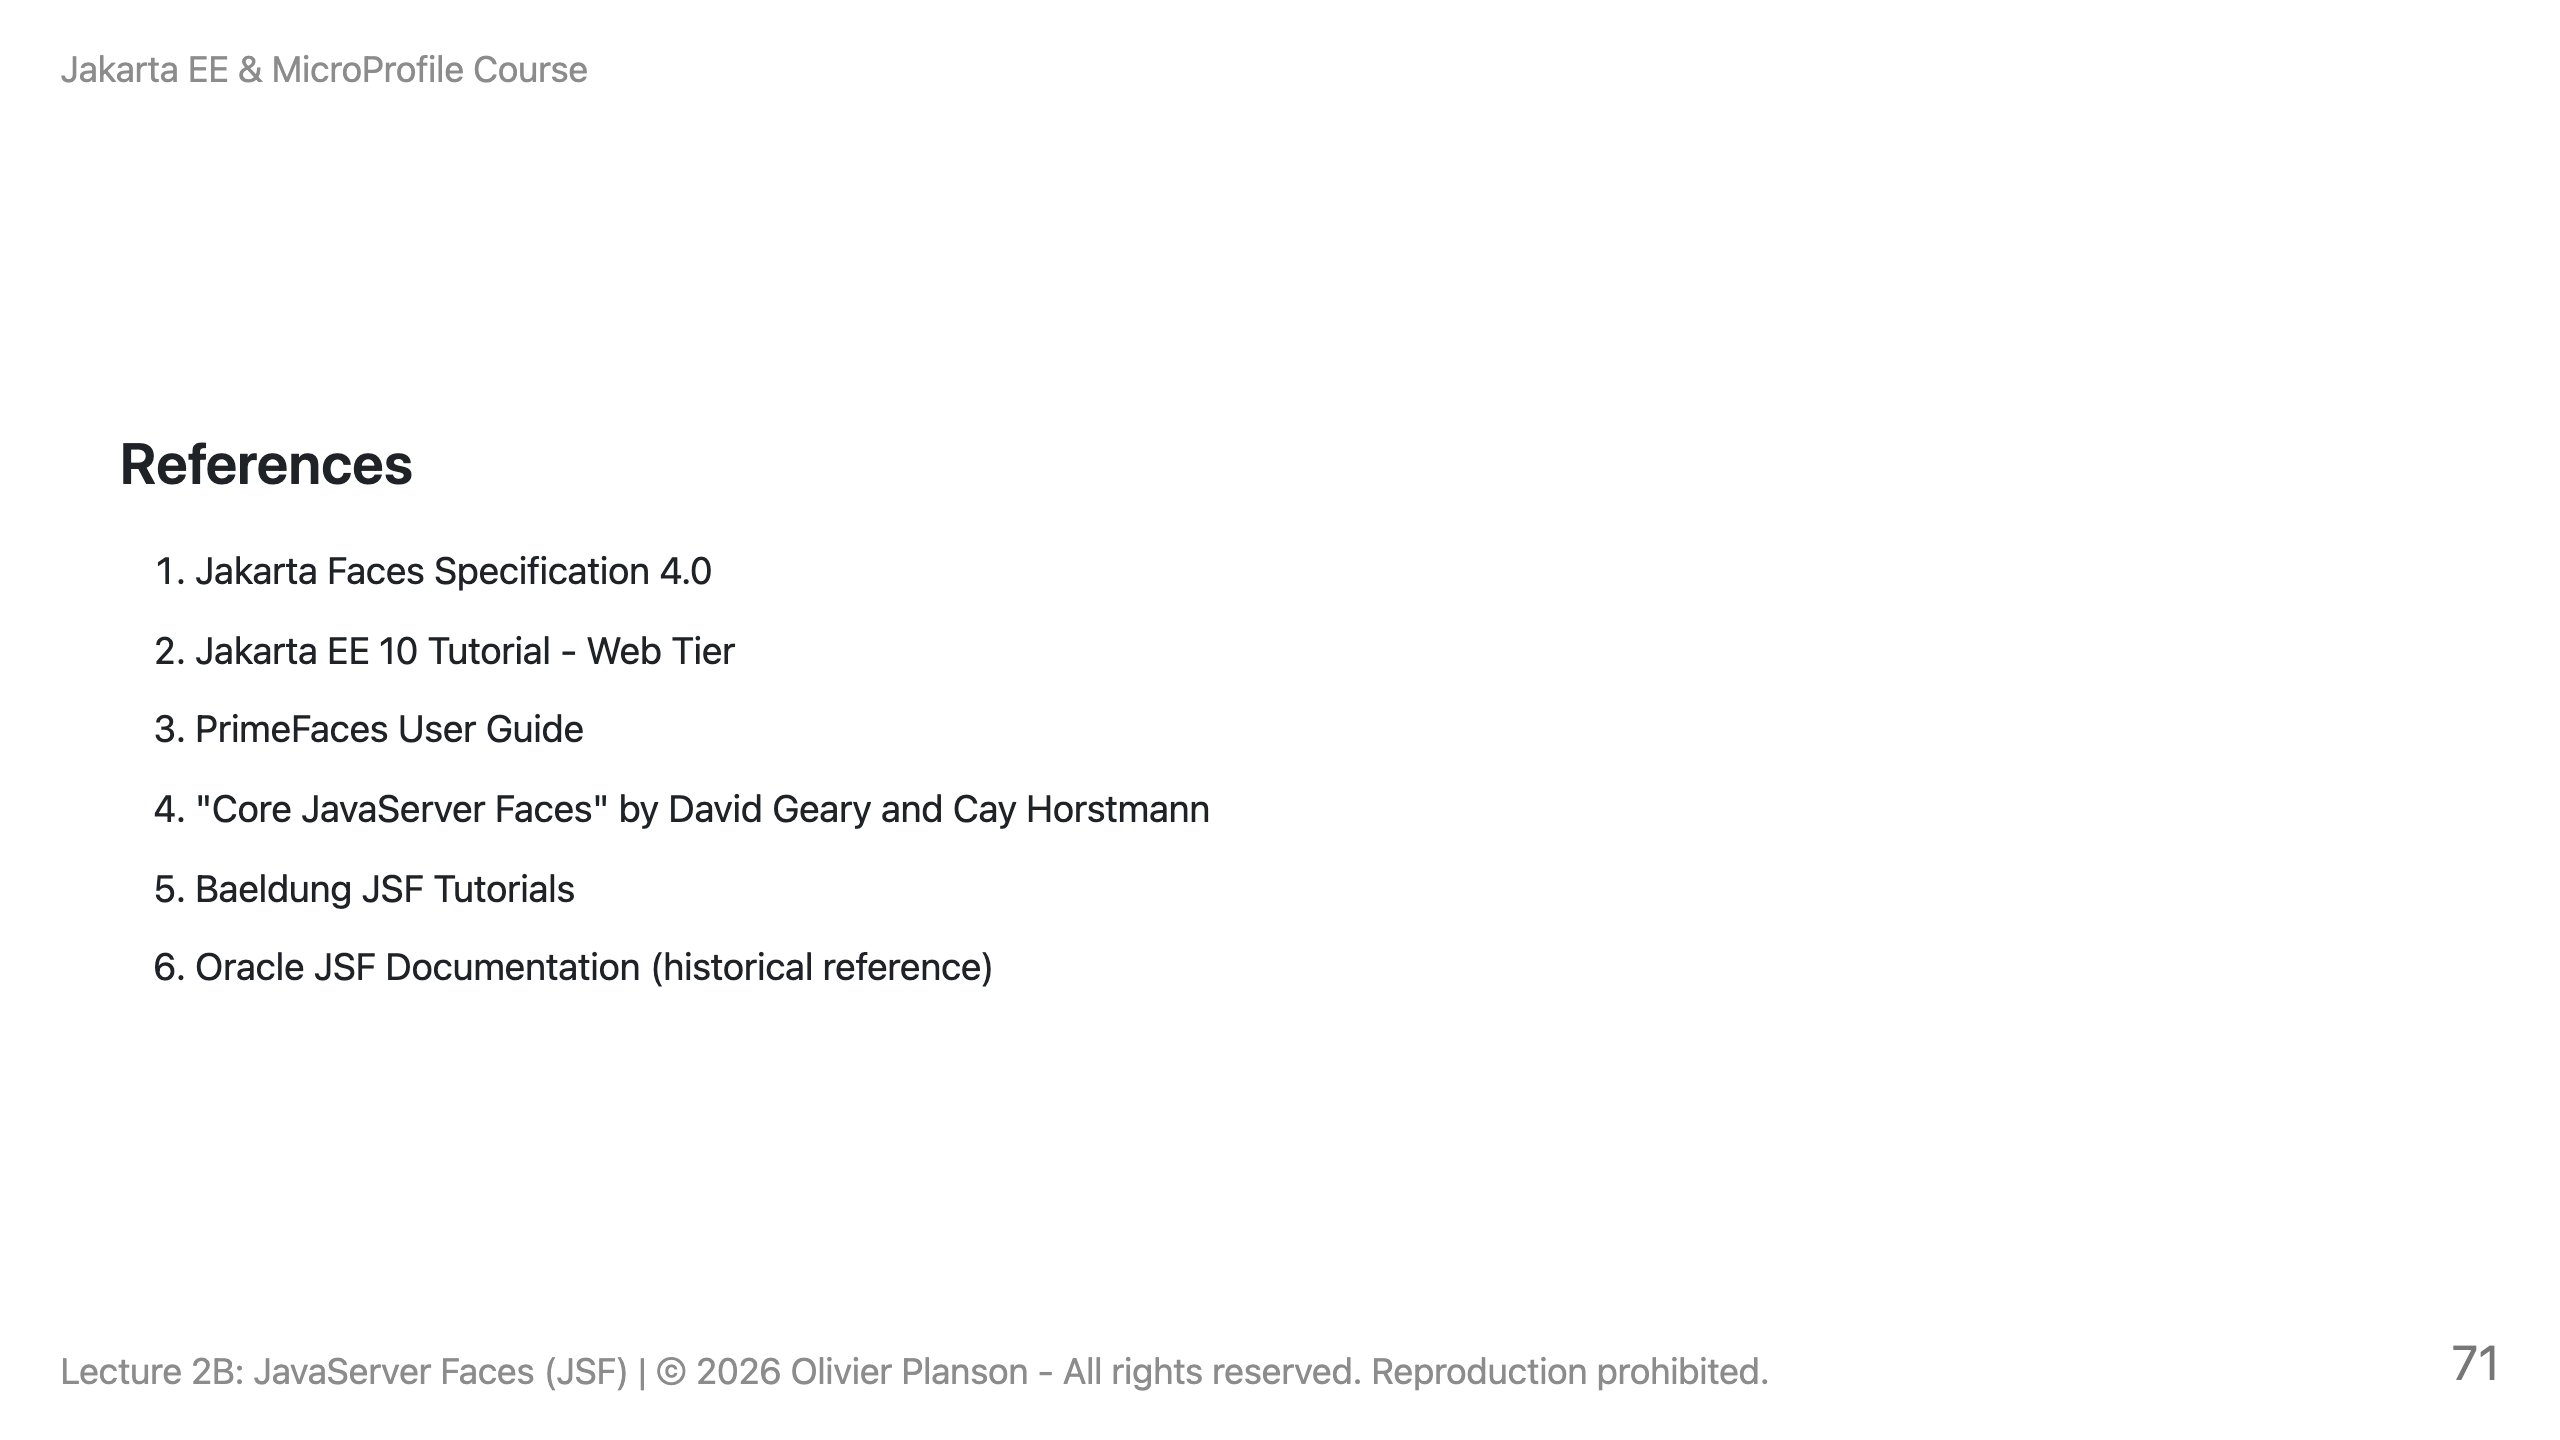 Jakarta EE & MicroProfile Course
References
1. Jakarta Faces Specification 4.0
2. Jakarta EE 10 Tutorial - Web Tier
3. PrimeFaces User Guide
4. "Core JavaServer Faces" by David Geary and Cay Horstmann
5. Baeldung JSF Tutorials
6. Oracle JSF Documentation (historical reference)
Lecture 2B: JavaServer Faces (JSF) | © 2026 Olivier Planson - All rights reserved. Reproduction prohibited.
71